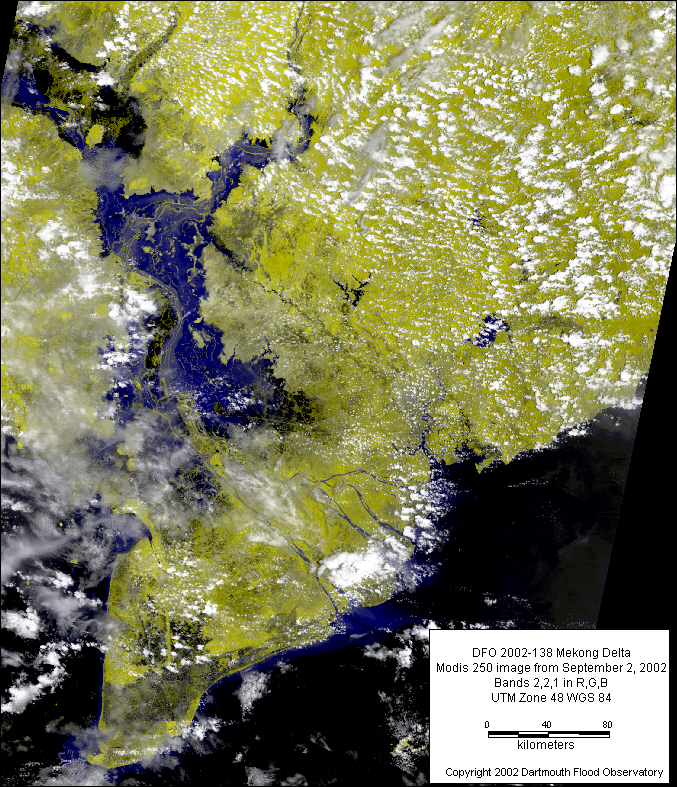 DFO 2002-138 Mekong Delta
Modis 250 image from September 2, 2002
Bands 2,2,1 in R,G,B
UTM Zone 48 WGS 84
0 40 80
kilometers
Copyright 2002 Dartmouth Flood Observatory